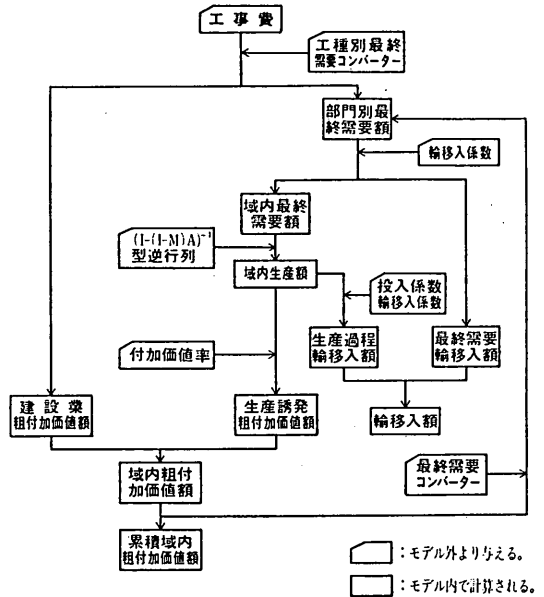 工事費
工種別最終
需要コンバーター
部門別最
終需要額
輸移入係数
域内最終
需要額
(I-(I-M)A)⁻¹
型逆行列
域内生産額
投入係数
輸移入係数
生産過程
輸移入額
最終需要
輸移入額
付加価値率
建設業
粗付加価値額
生産誘発
粗付加価値額
輸移入額
域内粗付
加価値額
最終需要
コンバーター
累積域内
粗付加価値額
:モデル外より与える。
:モデル内で計算される。